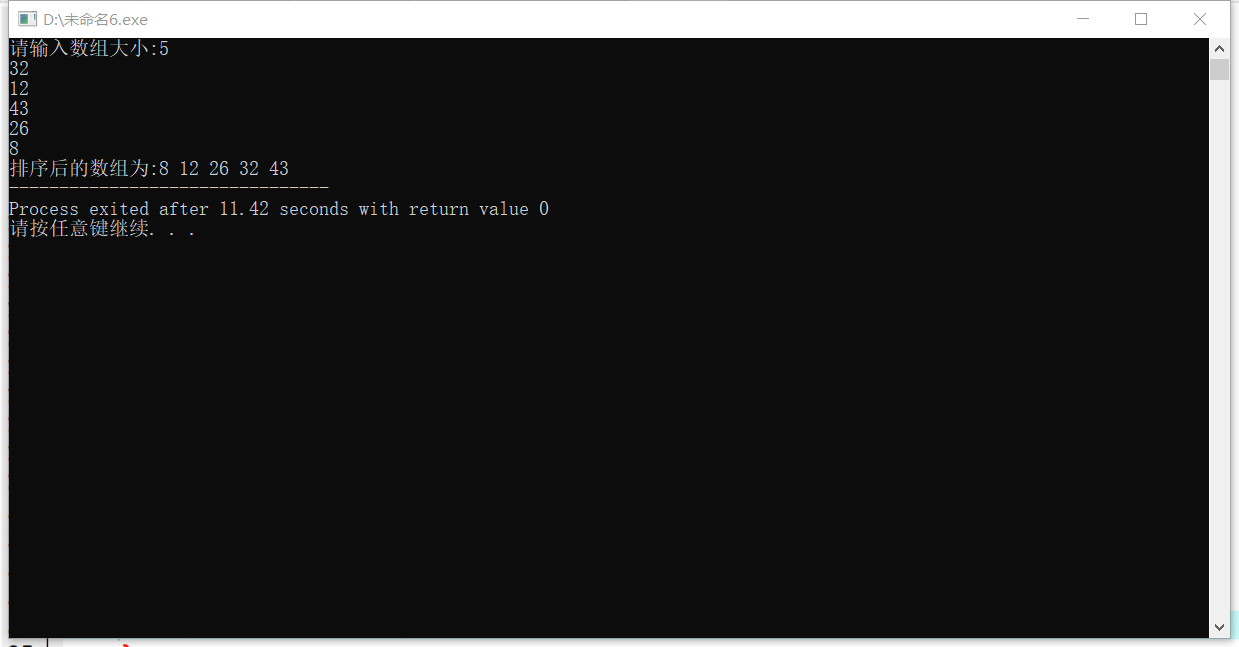 D:\未命名6.exe
请输入数组大小:5
32
12
43
26
8
排序后的数组为:8 12 26 32 43
--------------------------------
Process exited after 11.42 seconds with return value 0
请按任意键继续. . .